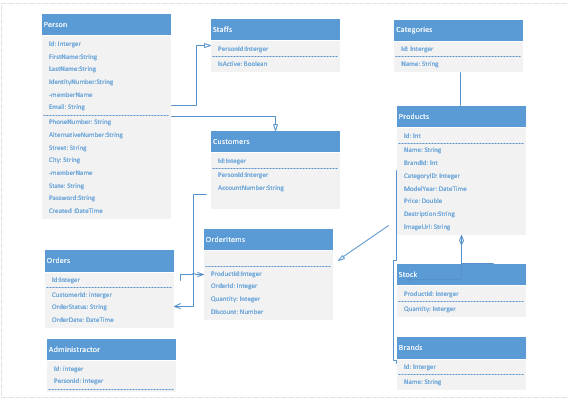 Person
Id: Interger
FirstName:String
LastName:String
IdentityNumber:String
-memberName
Email: String
PhoneNumber: String
AlternativeNumber:String
Street: String
City: String
-memberName
State: String
Password:String
Created :DateTime
Staffs
PersonId:Interger
IsActive: Boolean
Customers
Id:Integer
PersonId:Interger
AccountNumber:String
Categories
Id: Interger
Name: String
Products
Id: Int
Name: String
BrandId: Int
CategoryID: Integer
ModelYear: DateTime
Price: Double
Destription:String
ImageUrl: String
OrderItems
ProductId:Integer
OrderId: Integer
Quantity: Integer
Discount: Number
Orders
Id:Integer
CustomerId: Interger
OrderStatus: String
OrderDate: DateTime
Stock
ProductId: Interger
Quantity: Interger
Administractor
Id: Integer
PersonId: Integer
Brands
Id: Interger
Name: String